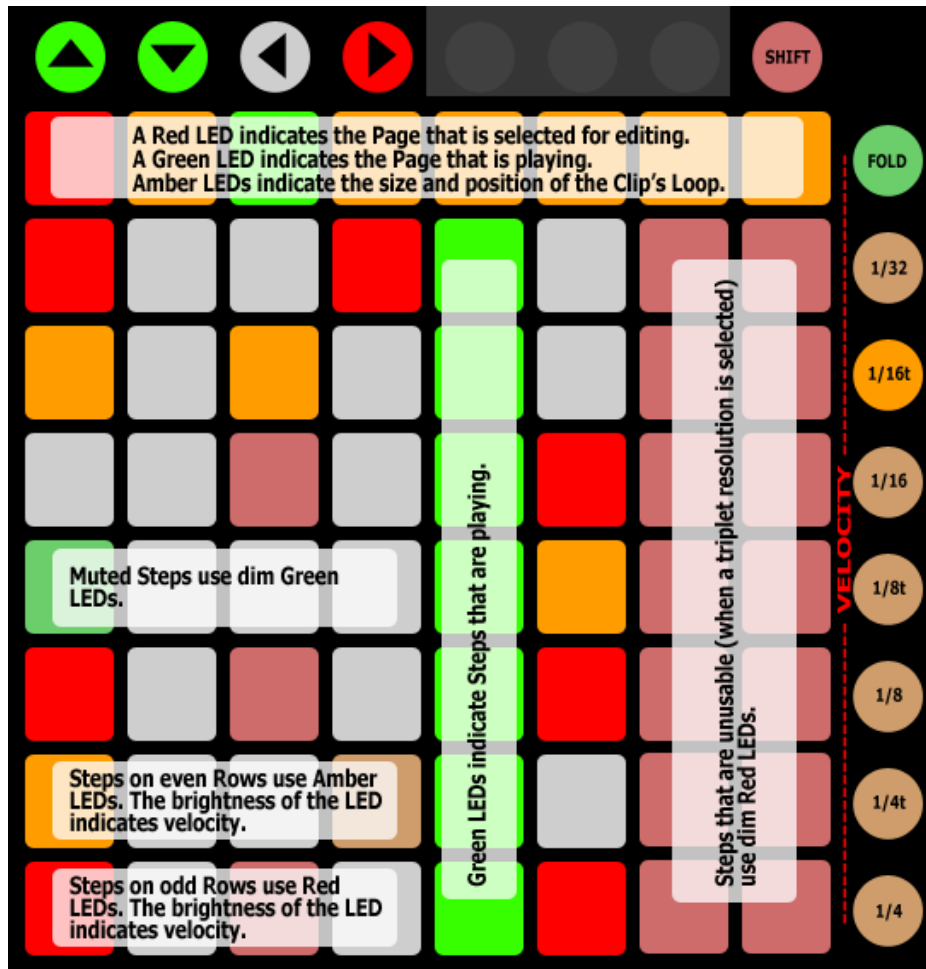 SHIFT
A Red LED indicates the Page that is selected for editing.
A Green LED indicates the Page that is playing.
Amber LEDs indicate the size and position of the Clip's Loop.
FOLD
1/32
1/16t
1/16
1/8t
1/8
1/4t
1/4
VELOCITY
Green LEDs indicate Steps that are playing.
Steps that are unusable (when a triplet resolution is selected)
use dim Red LEDs.
Muted Steps use dim Green
LEDs.
Steps on even Rows use Amber
LEDs. The brightness of the LED
indicates velocity.
Steps on odd Rows use Red
LEDs. The brightness of the LED
indicates velocity.